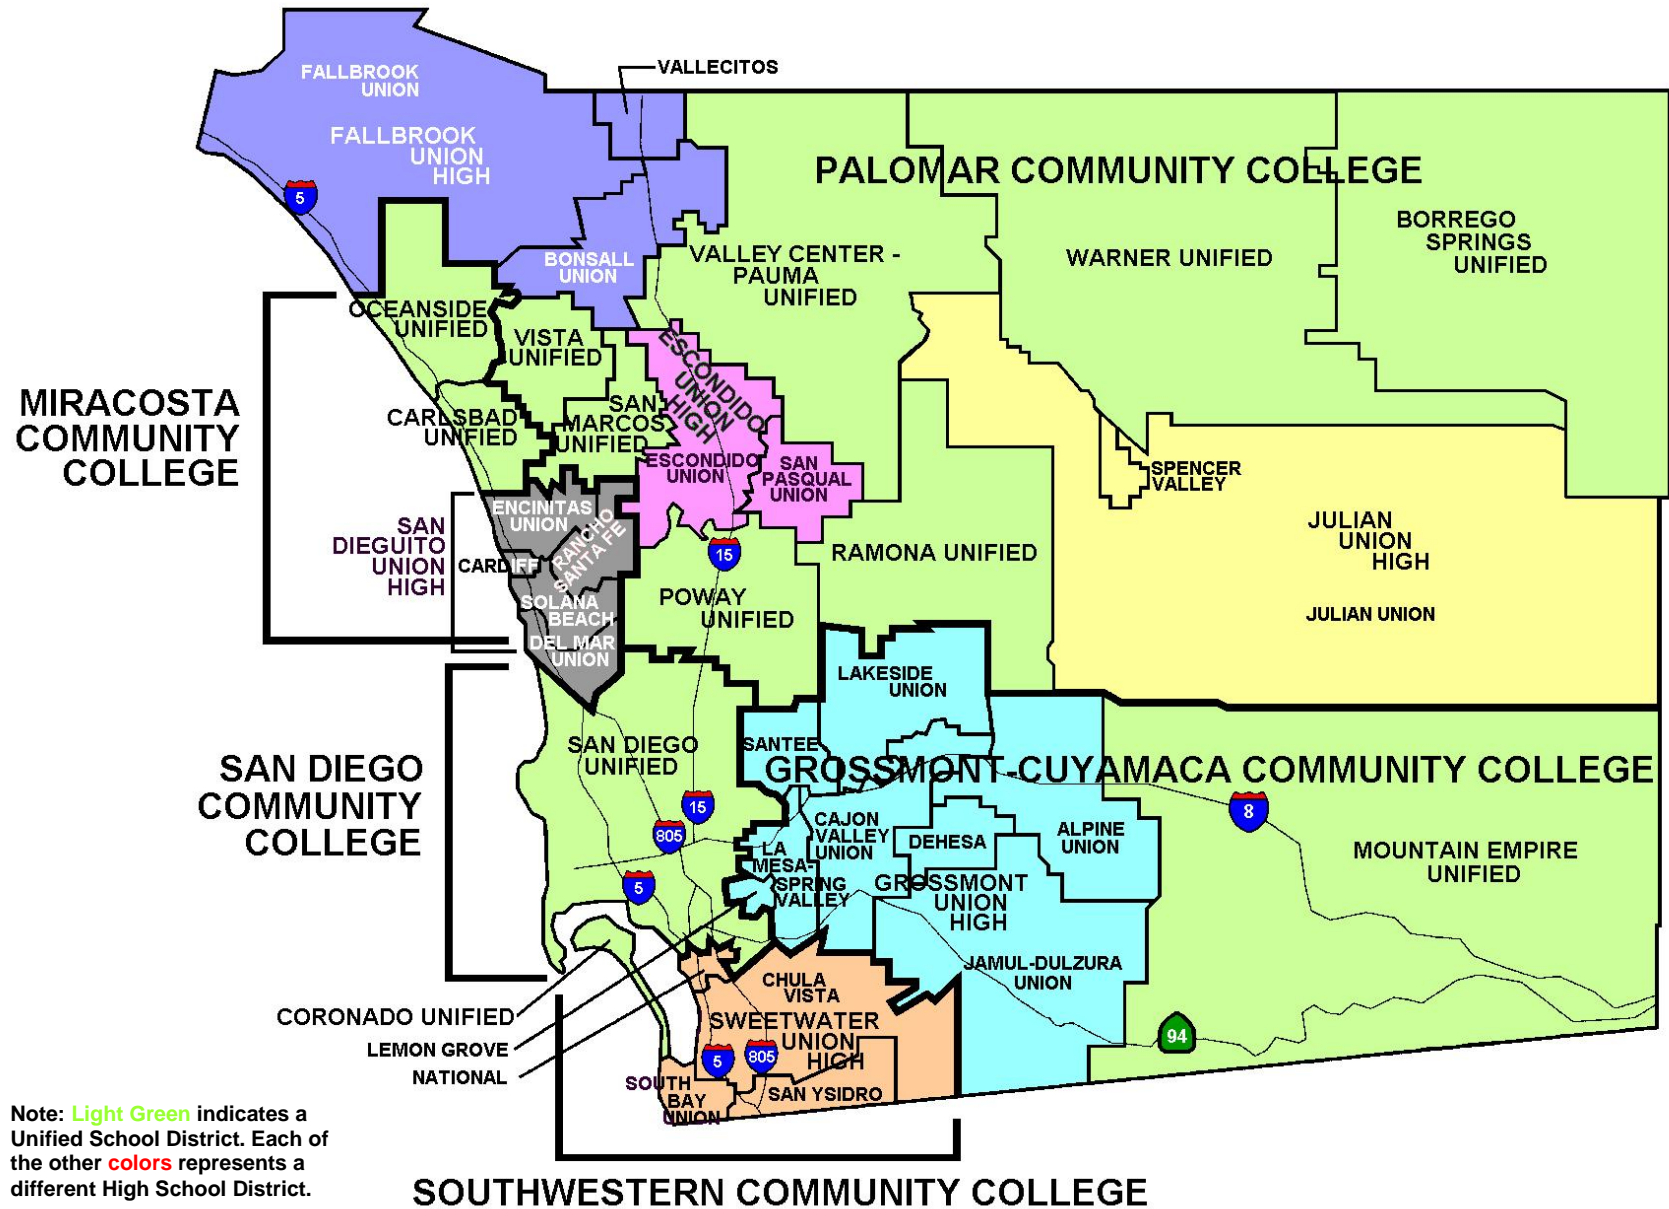 VALLECITOS
FALLBROOK
UNION
FALLBROOK
UNION
HIGH
PALOMAR COMMUNITY COLLEGE
5
BORREGO
SPRINGS
UNIFIED
VALLEY CENTER -
PAUMA
UNIFIED
WARNER UNIFIED
BONSALL
UNION
OCEANSIDE
UNIFIED
VISTA
UNIFIED
ESCONDIDO
UNION
HIGH
MIRACOSTA
COMMUNITY
COLLEGE
CARLSBAD
UNIFIED
SAN
MARCOS
UNIFIED
ESCONDIDO
UNION
SAN
PASQUAL
UNION
SPENCER
VALLEY
ENCINITAS
UNION
RANCHO
SANTA FE
SAN
DIEGUITO
UNION
HIGH
CARDIFF
JULIAN
UNION
HIGH
15
RAMONA UNIFIED
SOLANA
BEACH
POWAY
UNIFIED
JULIAN UNION
DEL MAR
UNION
LAKESIDE
UNION
SAN DIEGO
UNIFIED
SANTEE
GROSSMONT-CUYAMACA COMMUNITY COLLEGE
SAN DIEGO
COMMUNITY
COLLEGE
15
805
8
CAJON
VALLEY
UNION
DEHESA
ALPINE
UNION
LA
MESA-
SPRING
VALLEY
MOUNTAIN EMPIRE
UNIFIED
5
GROSSMONT
UNION
HIGH
JAMUL-DULZURA
UNION
CHULA
VISTA
CORONADO UNIFIED
LEMON GROVE
NATIONAL
SWEETWATER
UNION
HIGH
94
5
805
SOUTH
BAY
UNION
SAN YSIDRO
Note: Light Green indicates a
Unified School District. Each of
the other colors represents a
different High School District.
SOUTHWESTERN COMMUNITY COLLEGE